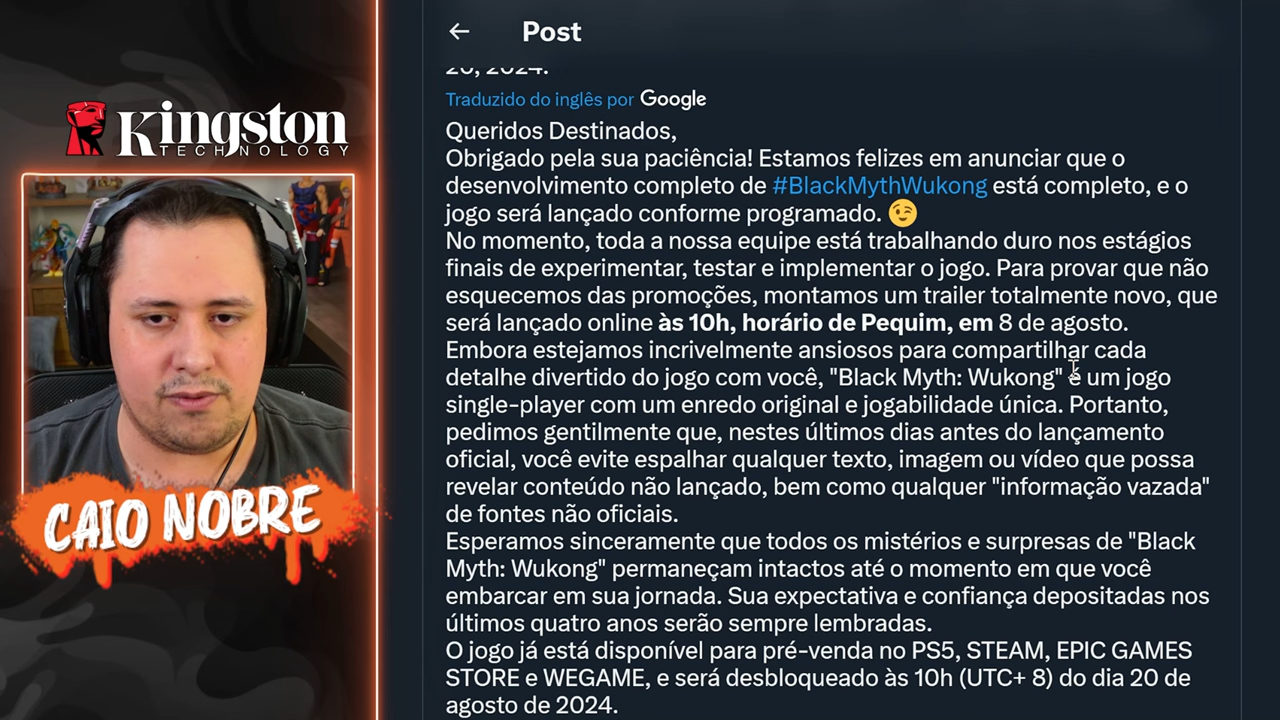 Post
20, 2024.
Traduzido do inglês por Google
Queridos Destinados,
Obrigado pela sua paciência! Estamos felizes em anunciar que o
desenvolvimento completo de #BlackMythWukong está completo, e o
jogo será lançado conforme programado. 😉
No momento, toda a nossa equipe está trabalhando duro nos estágios
finais de experimentar, testar e implementar o jogo. Para provar que não
esquecemos das promoções, montamos um trailer totalmente novo, que
será lançado online às 10h, horário de Pequim, em 8 de agosto.
Embora estejamos incrivelmente ansiosos para compartilhar cada
detalhe divertido do jogo com você, "Black Myth: Wukong" é um jogo
single-player com um enredo original e jogabilidade única. Portanto,
pedimos gentilmente que, nestes últimos dias antes do lançamento
oficial, você evite espalhar qualquer texto, imagem ou vídeo que possa
revelar conteúdo não lançado, bem como qualquer "informação vazada"
de fontes não oficiais.
Esperamos sinceramente que todos os mistérios e surpresas de "Black
Myth: Wukong" permaneçam intactos até o momento em que você
embarcar em sua jornada. Sua expectativa e confiança depositadas nos
últimos quatro anos serão sempre lembradas.
O jogo já está disponível para pré-venda no PS5, STEAM, EPIC GAMES
STORE e WEGAME, e será desbloqueado às 10h (UTC+ 8) do dia 20 de
agosto de 2024.
Kingston
TECHNOLOGY
CAIO NOBRE